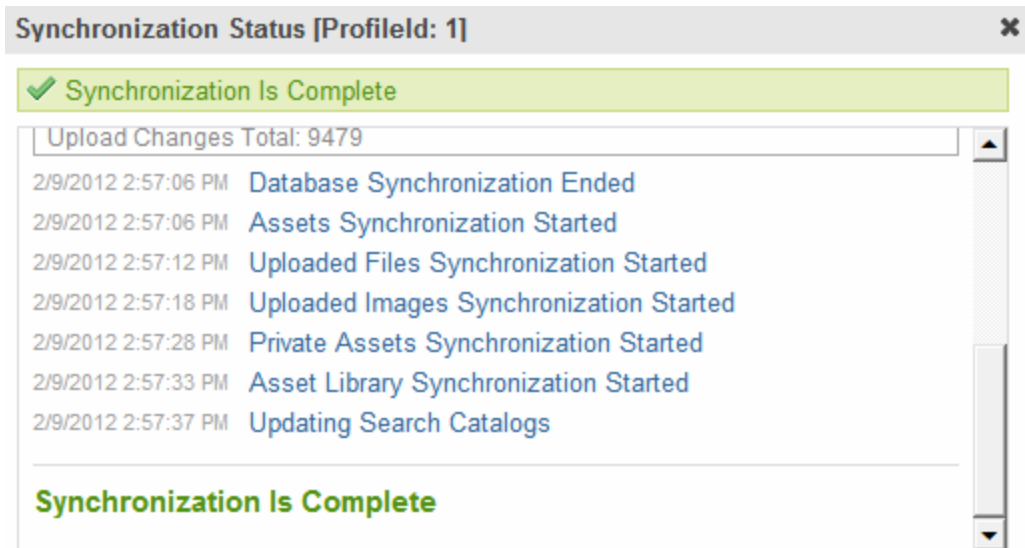 Synchronization Status [ProfileId: 1]
Synchronization Is Complete
Upload Changes Total: 9479
2/9/2012 2:57:06 PM Database Synchronization Ended
2/9/2012 2:57:06 PM Assets Synchronization Started
2/9/2012 2:57:12 PM Uploaded Files Synchronization Started
2/9/2012 2:57:18 PM Uploaded Images Synchronization Started
2/9/2012 2:57:28 PM Private Assets Synchronization Started
2/9/2012 2:57:33 PM Asset Library Synchronization Started
2/9/2012 2:57:37 PM Updating Search Catalogs
Synchronization Is Complete